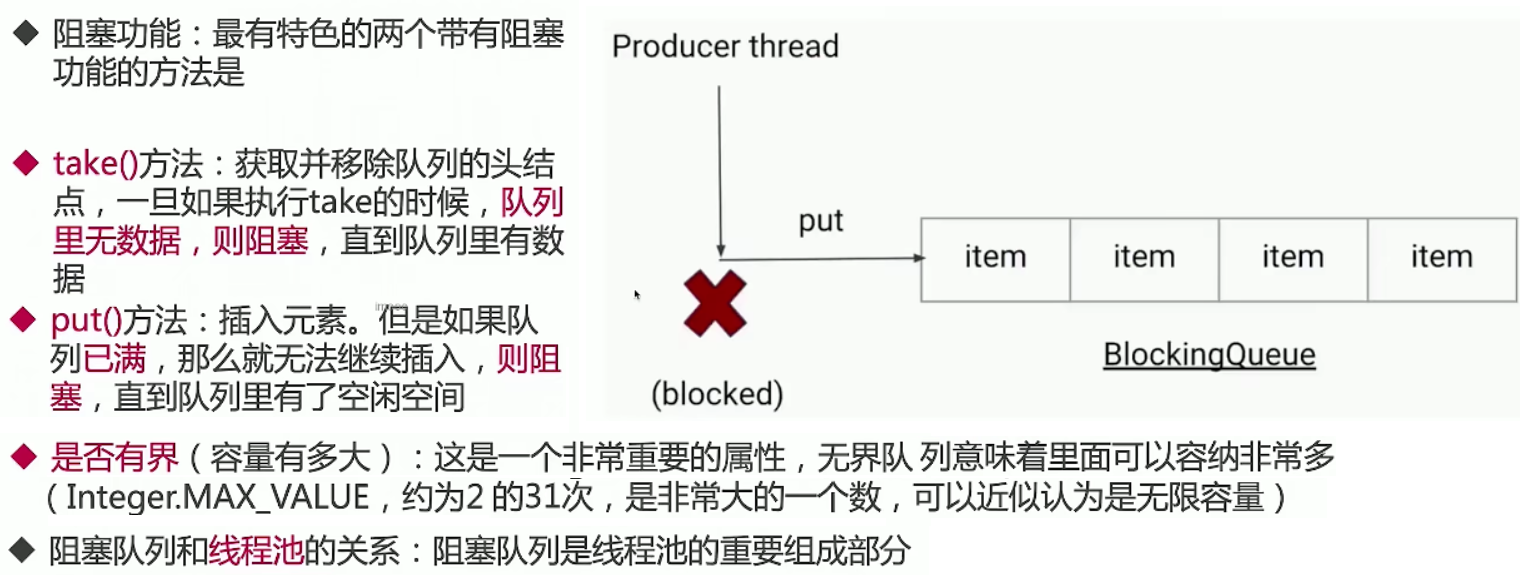 阻塞功能：最有特色的两个带有阻塞
功能的方法是
take()方法：获取并移除队列的头结
点，一旦如果执行take的时候，队列
里无数据，则阻塞，直到队列里有数
据
put()方法：插入元素。但是如果队
列已满，那么就无法继续插入，则阻
塞，直到队列里有了空闲空间
Producer thread
put
item item item item
BlockingQueue
(blocked)
是否有界（容量有多大）：这是一个非常重要的属性，无界队 列意味着里面可以容纳非常多
（Integer.MAX_VALUE，约为2 的31次，是非常大的一个数，可以近似认为是无限容量）
阻塞队列和线程池的关系：阻塞队列是线程池的重要组成部分